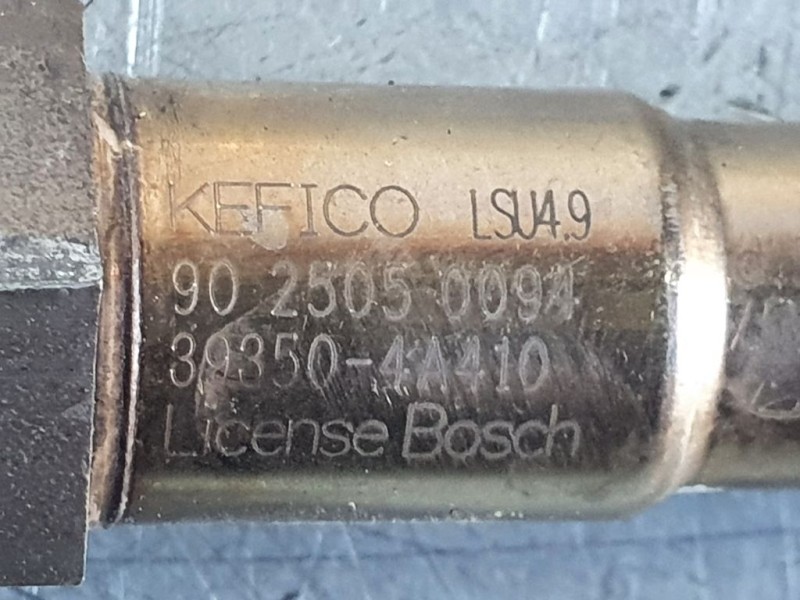 KEFICO LSU4.9
90 2505 0094
39350-4A410
License Bosch